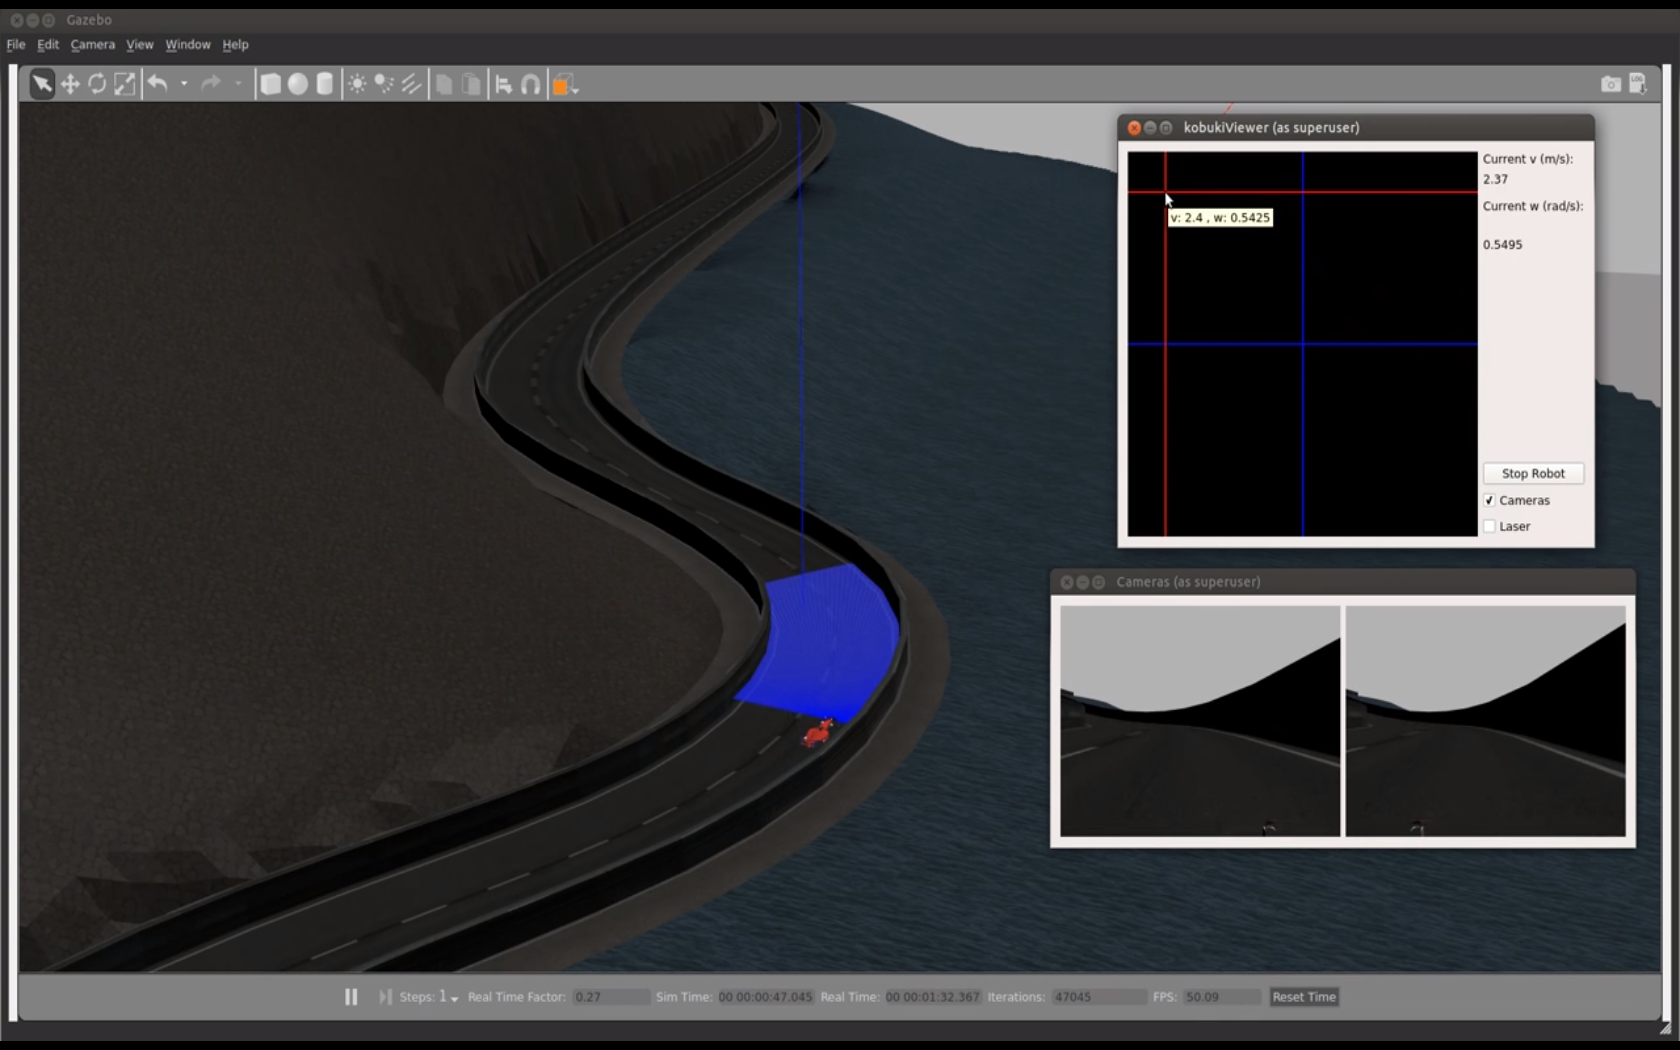 Gazebo
File Edit Camera View Window Help
LOG
kobukiViewer (as superuser)
Current v (m/s):
2.37
Current w (rad/s):
0.5495
v: 2.4 , w: 0.5425
Stop Robot
Cameras
Laser
Cameras (as superuser)
Steps: 1 Real Time Factor: 0.27 Sim Time: 00 00:00:47.045 Real Time: 00 00:01:32.367 Iterations: 47045 FPS: 50.09 Reset Time